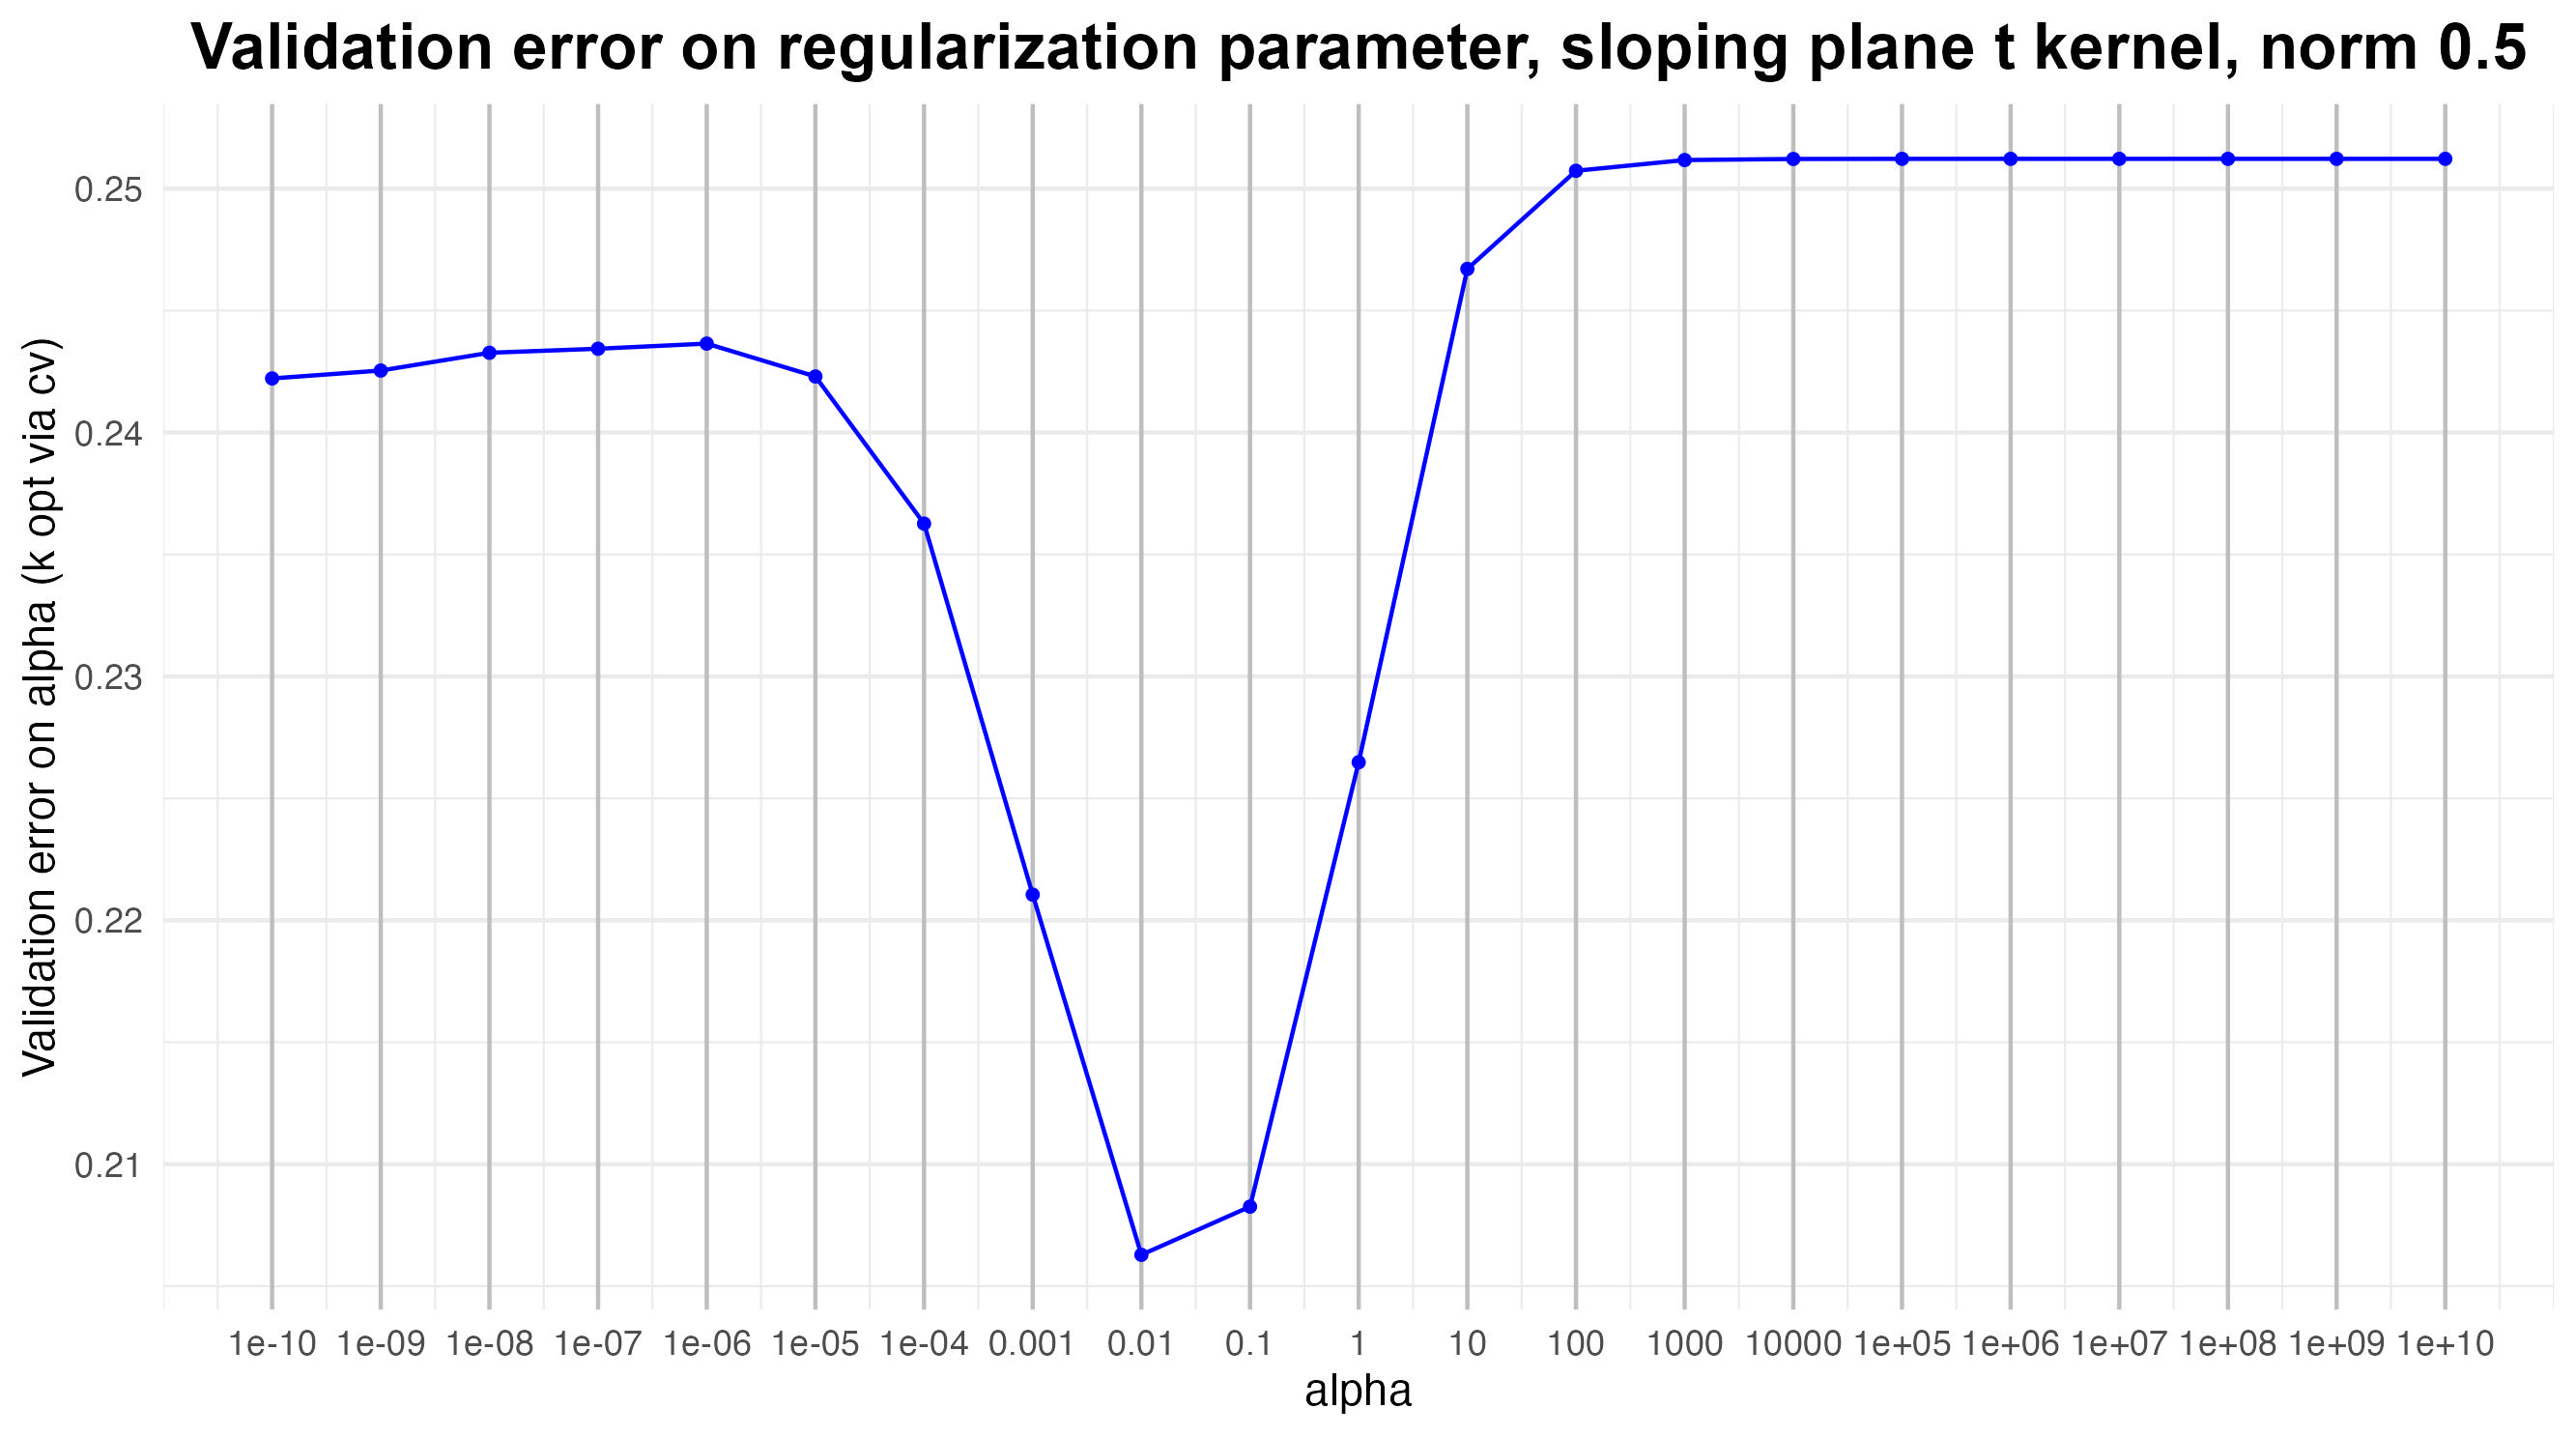 Validation error on regularization parameter, sloping plane t kernel, norm 0.5
Validation error on alpha (k opt via cv)
0.25
0.24
0.23
0.22
0.21
1e-10 1e-09 1e-08 1e-07 1e-06 1e-05 1e-04 0.001 0.01 0.1 1 10 100 1000 10000 1e+05 1e+06 1e+07 1e+08 1e+09 1e+10
alpha